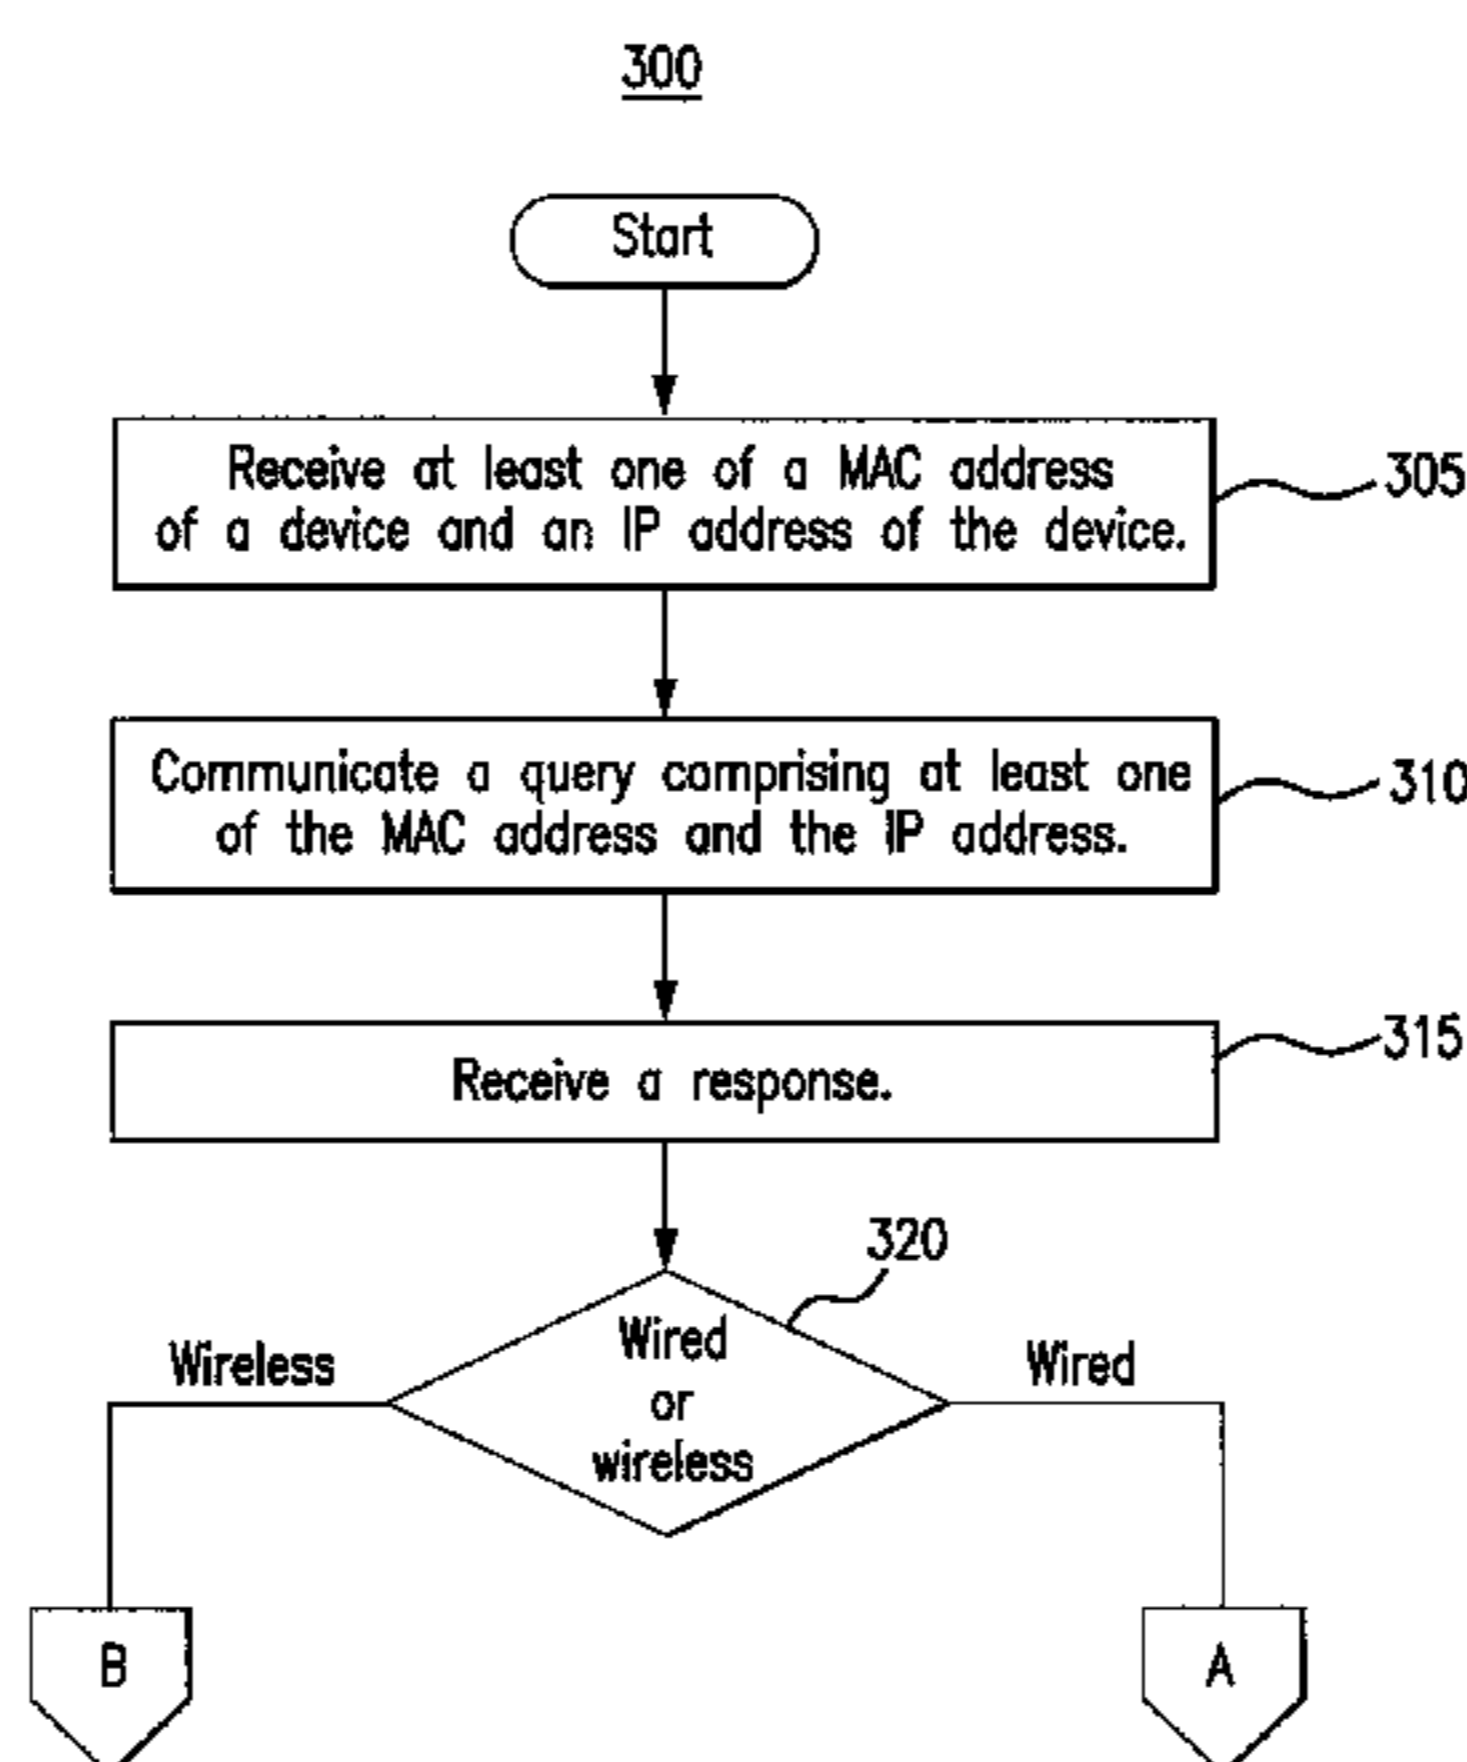 300
Start
Receive at least one of a MAC address
of a device and an IP address of the device.
305
Communicate a query comprising at least one
of the MAC address and the IP address.
310
Receive a response.
315
320
Wired
or
wireless
Wireless
Wired
B
A